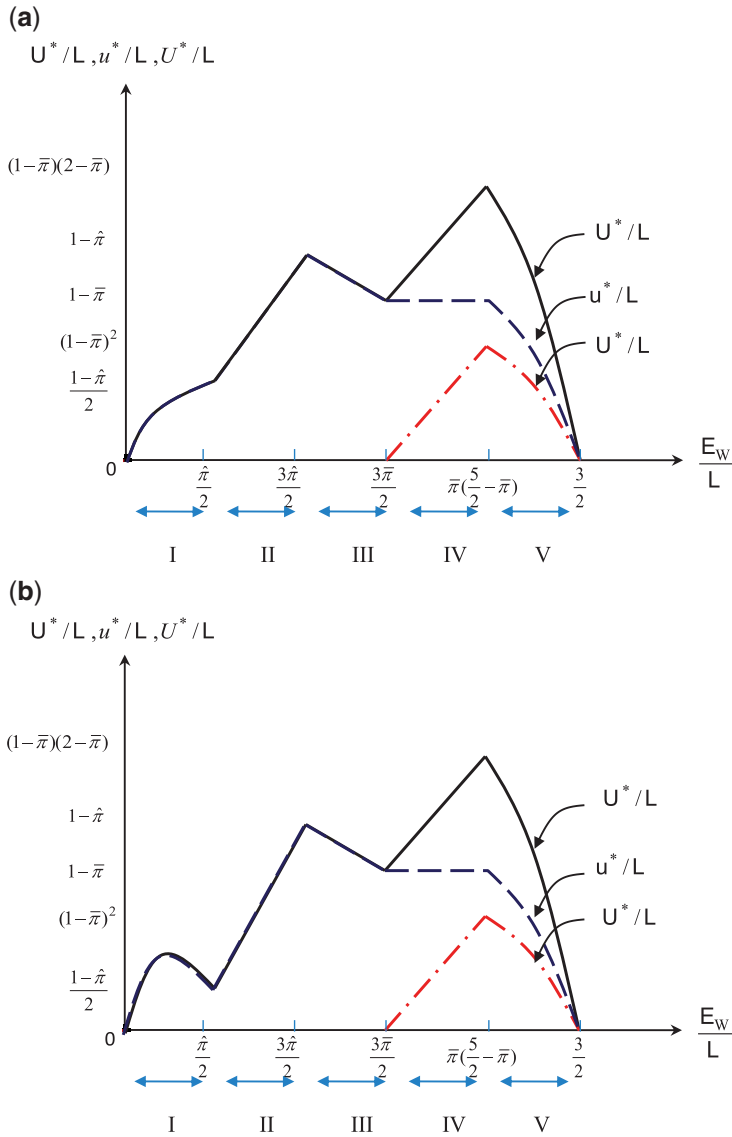 (a)
U*/L ,u*/L ,U*/L
(1−π̅)(2−π̅)
1−π̂
1−π̅
(1−π̅)²
(1−π̂)/2
0
U*/L
u*/L
U*/L
π̂/2
3π̂/2
3π̅/2
π̅(5/2−π̅)
3/2
E_W/L
I II III IV V
(b)
U*/L ,u*/L ,U*/L
(1−π̅)(2−π̅)
1−π̂
1−π̅
(1−π̅)²
(1−π̂)/2
0
U*/L
u*/L
U*/L
π̂/2
3π̂/2
3π̅/2
π̅(5/2−π̅)
3/2
E_W/L
I II III IV V